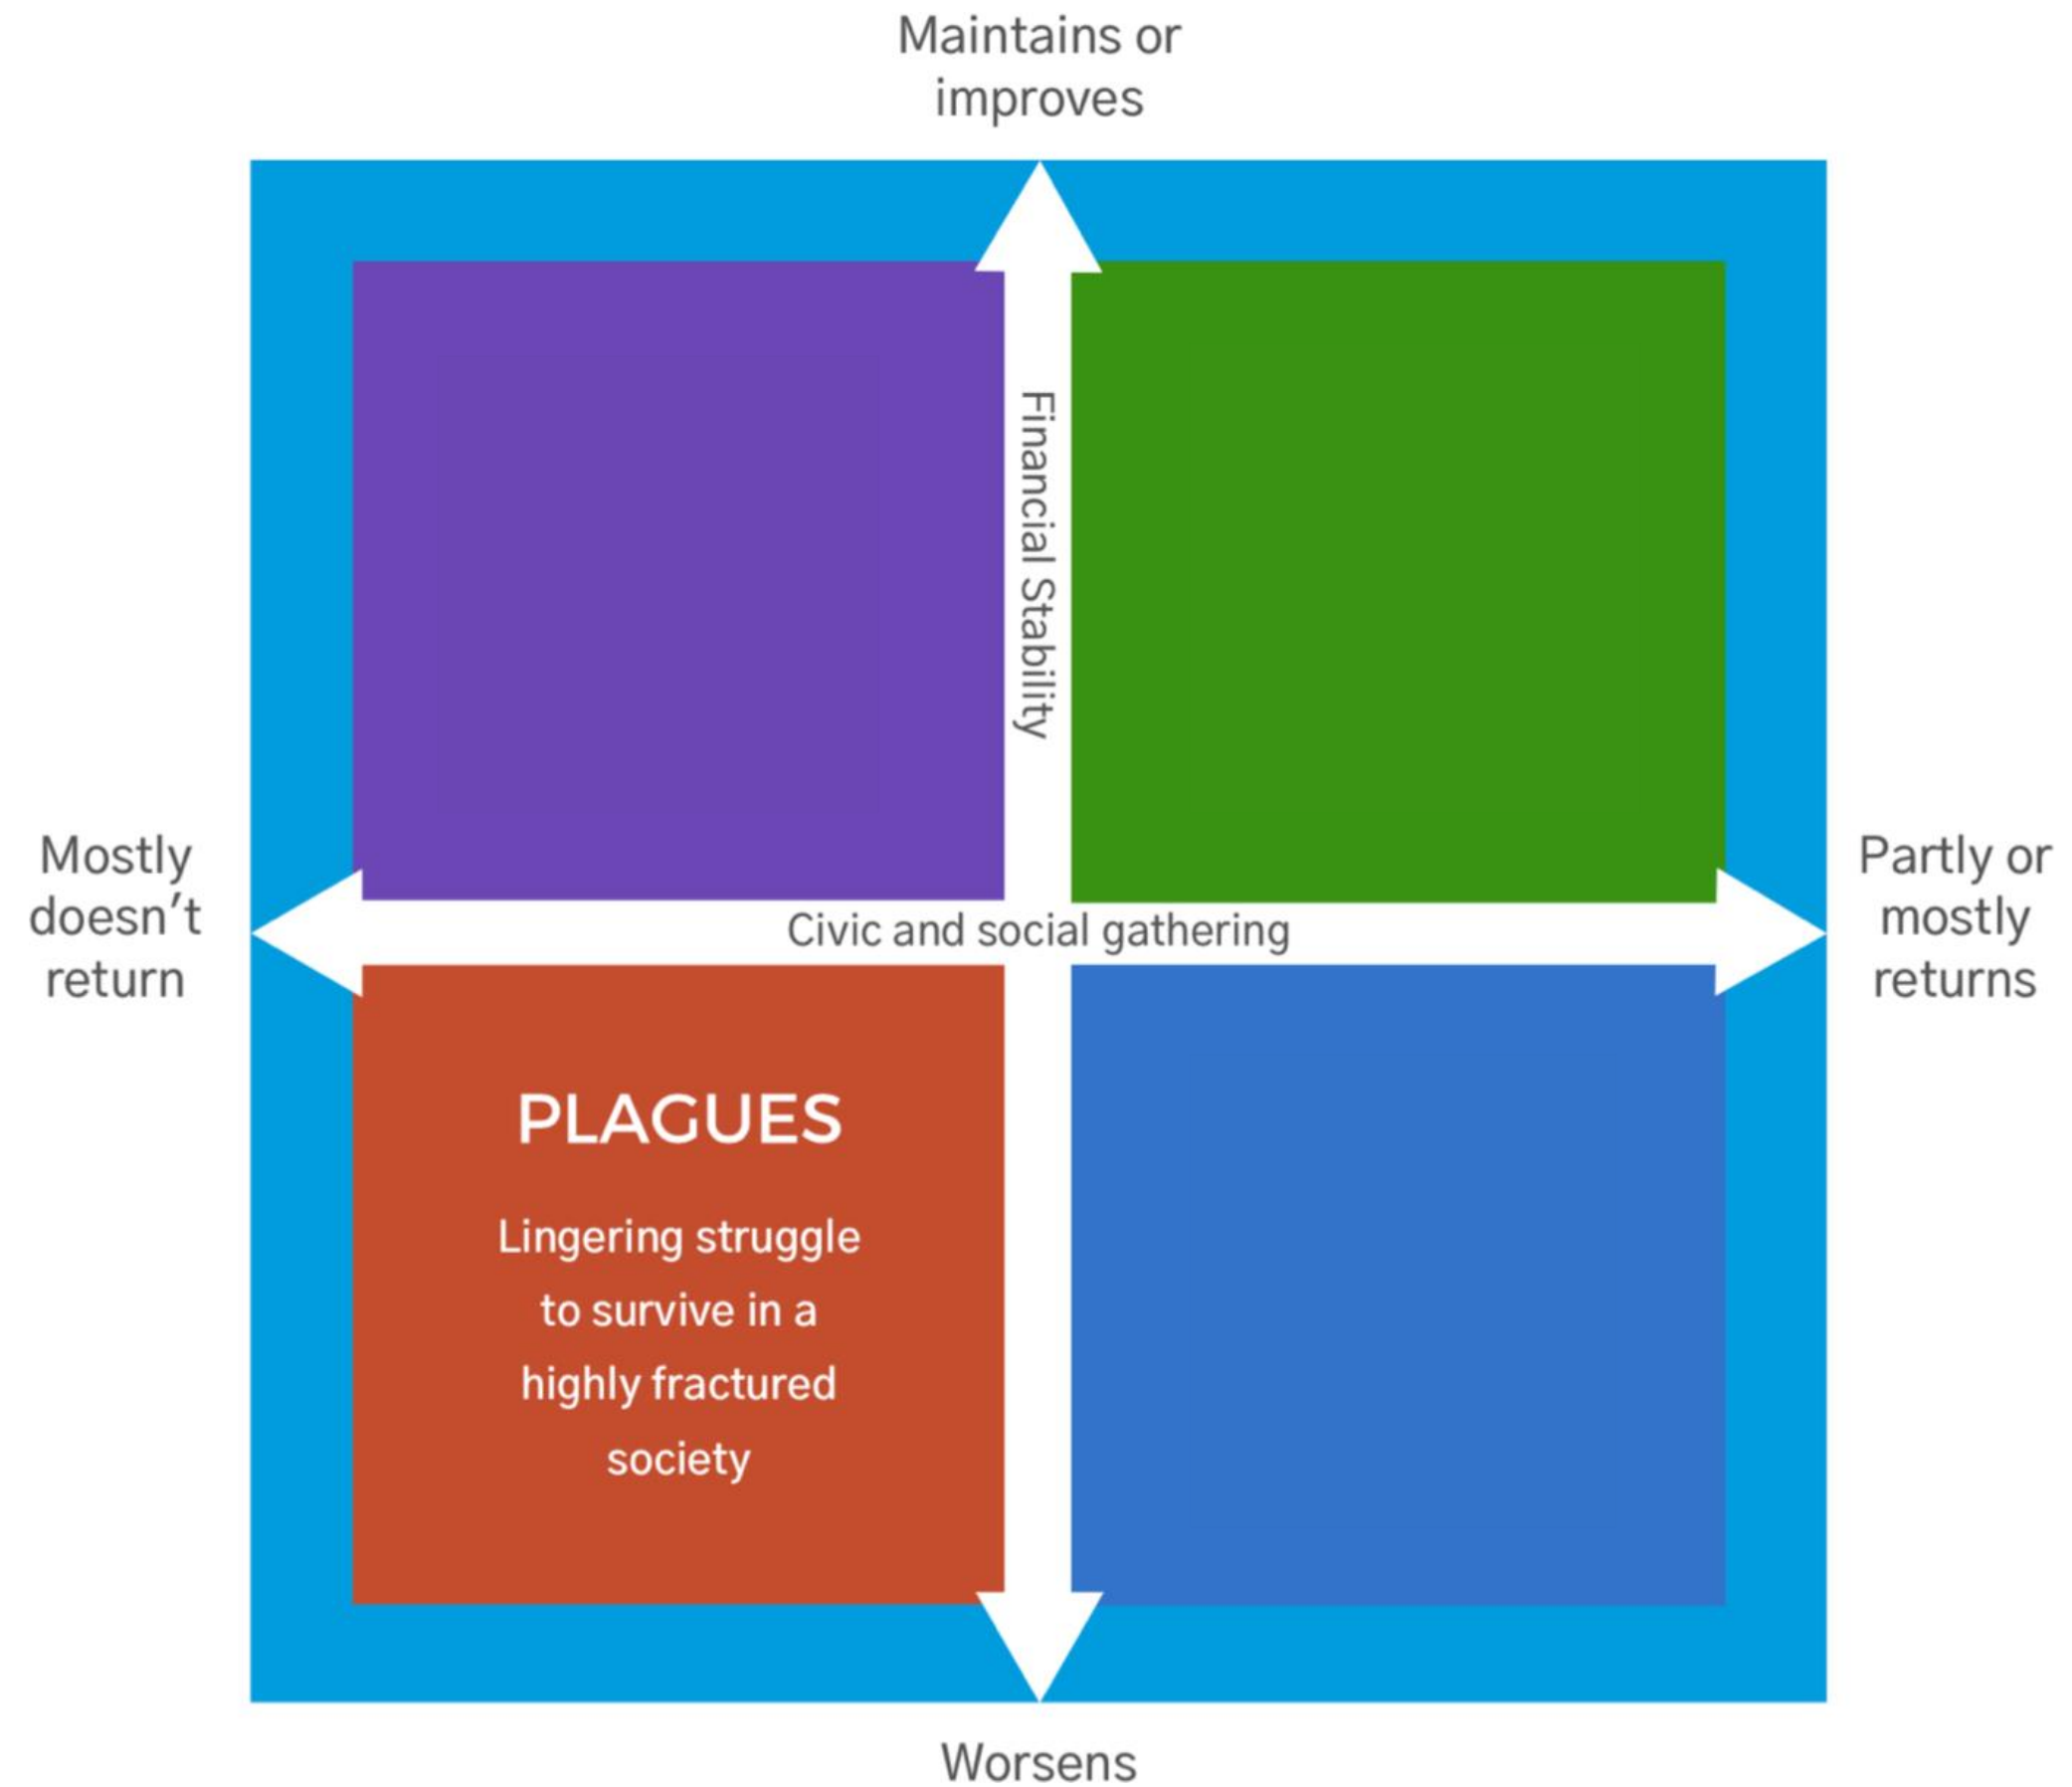 Maintains or
improves
Financial Stability
Mostly
doesn't
return
Civic and social gathering
Partly or
mostly
returns
PLAGUES
Lingering struggle
to survive in a
highly fractured
society
Worsens